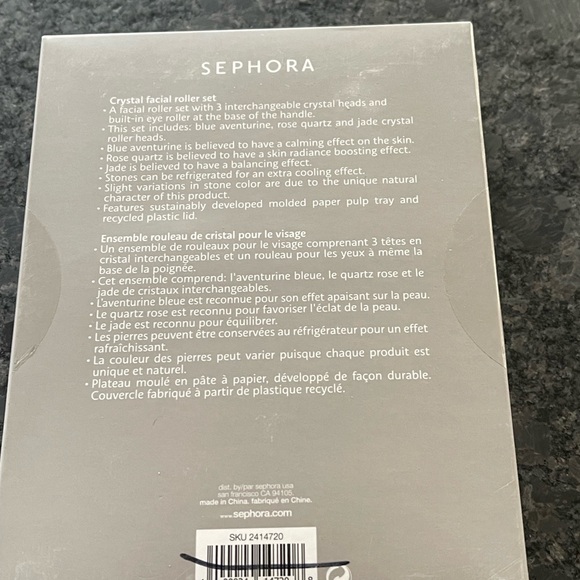 SEPHORA
Crystal facial roller set
• A facial roller set with 3 interchangeable crystal heads and
built-in eye roller at the base of the handle.
• This set includes: blue aventurine, rose quartz and jade crystal
roller heads.
• Blue aventurine is believed to have a calming effect on the skin.
• Rose quartz is believed to have a skin radiance boosting effect.
• Jade is believed to have a balancing effect.
• Stones can be refrigerated for an extra cooling effect.
• Slight variations in stone color are due to the unique natural
character of this product.
• Features sustainably developed molded paper pulp tray and
recycled plastic lid.
Ensemble rouleau de cristal pour le visage
• Un ensemble de rouleaux pour le visage comprenant 3 têtes en
cristal interchangeables et un rouleau pour les yeux à même la
base de la poignée.
• Cet ensemble comprend: l'aventurine bleue, le quartz rose et le
jade de cristaux interchangeables.
• L'aventurine bleue est reconnue pour son effet apaisant sur la peau.
• Le quartz rose est reconnu pour favoriser l'éclat de la peau.
• Le jade est reconnu pour équilibrer.
• Les pierres peuvent être conservées au réfrigérateur pour un effet
rafraîchissant.
• La couleur des pierres peut varier puisque chaque produit est
unique et naturel.
• Plateau moulé en pâte à papier, développé de façon durable.
Couvercle fabriqué à partir de plastique recyclé.
dist. by/par sephora usa
san francisco CA 94105.
made in China. fabriqué en Chine.
www.sephora.com
SKU 2414720